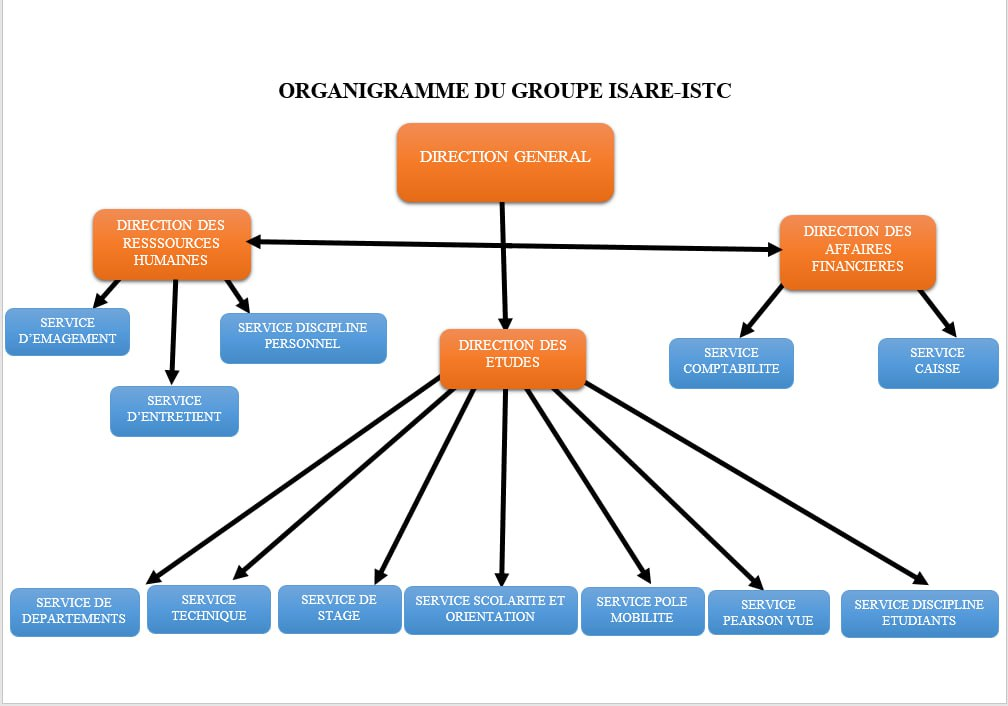 ORGANIGRAMME DU GROUPE ISARE-ISTC
DIRECTION GENERAL
DIRECTION DES
RESSSOURCES
HUMAINES
DIRECTION DES
AFFAIRES
FINANCIERES
SERVICE
D’EMAGEMENT
SERVICE DISCIPLINE
PERSONNEL
SERVICE
D’ENTRETIENT
DIRECTION DES
ETUDES
SERVICE
COMPTABILITE
SERVICE
CAISSE
SERVICE DE
DEPARTEMENTS
SERVICE
TECHNIQUE
SERVICE DE
STAGE
SERVICE SCOLARITE ET
ORIENTATION
SERVICE POLE
MOBILITE
SERVICE
PEARSON VUE
SERVICE DISCIPLINE
ETUDIANTS